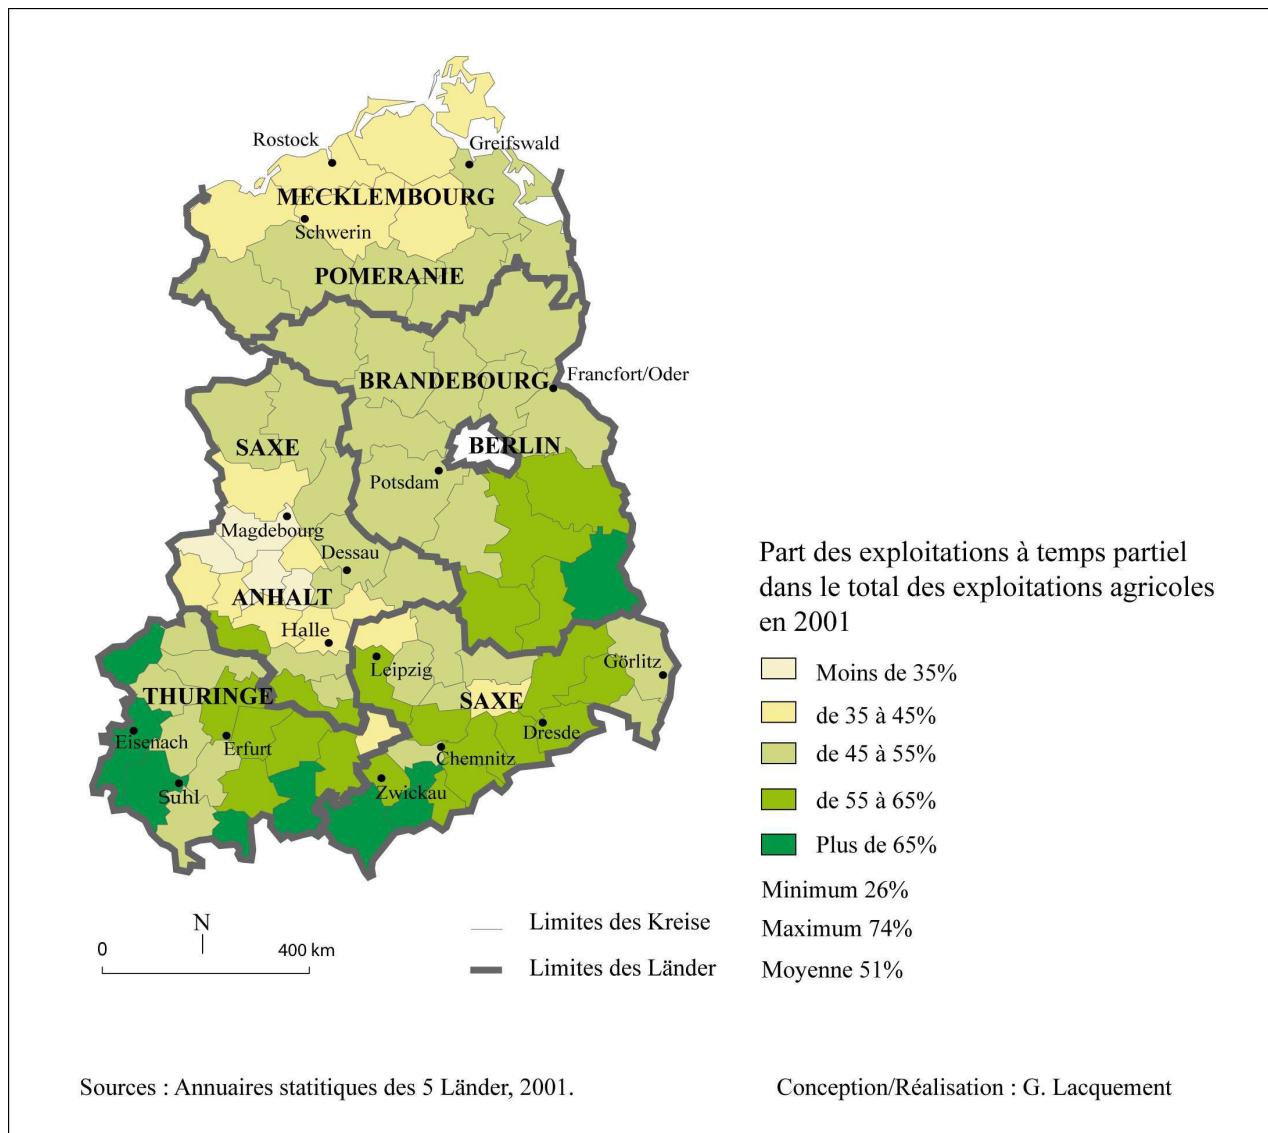 Rostock
Greifswald
MECKLEMBOURG
Schwerin
POMERANIE
BRANDEBOURG
Francfort/Oder
SAXE
BERLIN
Potsdam
Magdebourg
Dessau
ANHALT
Halle
Leipzig
Görlitz
THURINGE
SAXE
Eisenach
Erfurt
Dresde
Chemnitz
Suhl
Zwickau
Part des exploitations à temps partiel
dans le total des exploitations agricoles
en 2001
Moins de 35%
de 35 à 45%
de 45 à 55%
de 55 à 65%
Plus de 65%
Minimum 26%
Maximum 74%
Moyenne 51%
N
0 400 km
Limites des Kreise
Limites des Länder
Sources : Annuaires statitiques des 5 Länder, 2001.
Conception/Réalisation : G. Lacquement